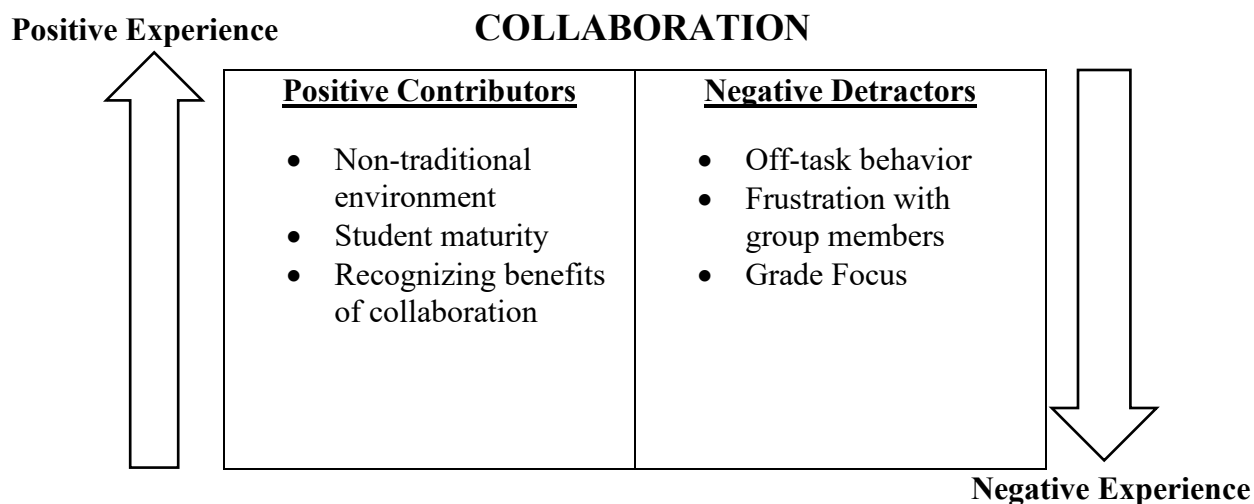 Positive Experience
COLLABORATION
Positive Contributors
• Non-traditional
environment
• Student maturity
• Recognizing benefits
of collaboration
Negative Detractors
• Off-task behavior
• Frustration with
group members
• Grade Focus
Negative Experience